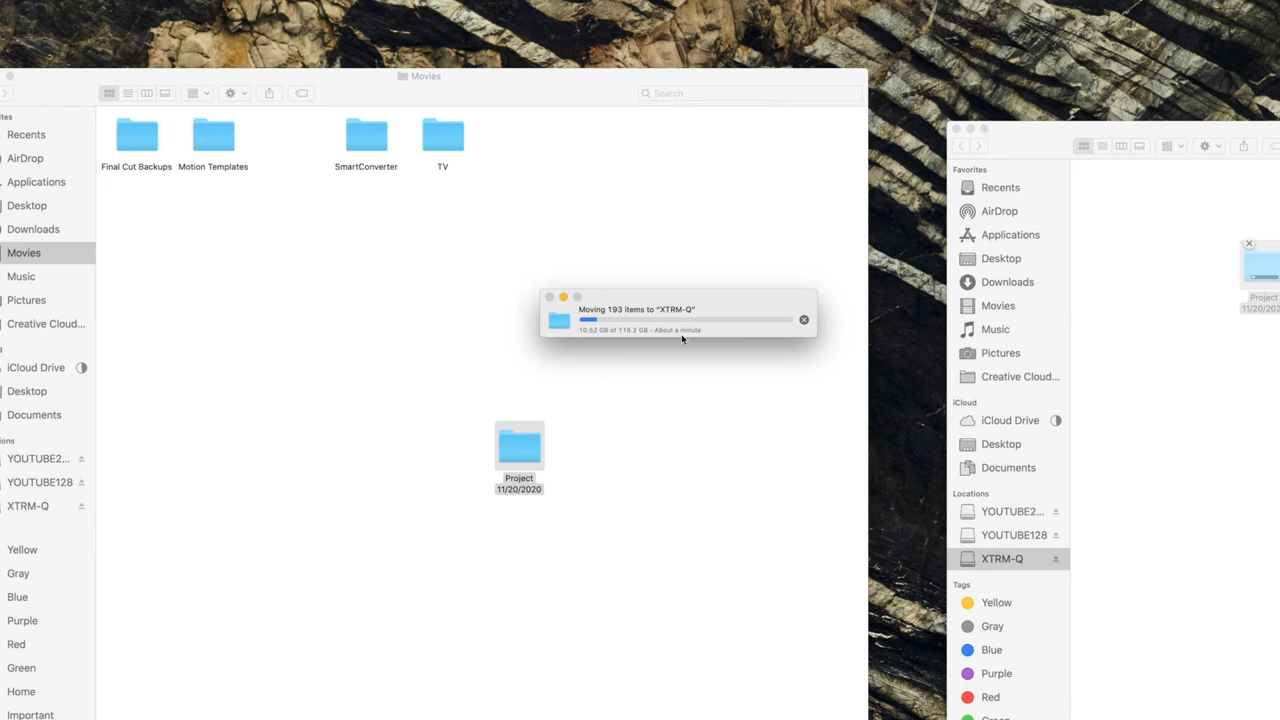 Movies
Search
Final Cut Backups
Motion Templates
SmartConverter
TV
tes
Recents
AirDrop
Applications
Desktop
Downloads
Movies
Music
Pictures
Creative Cloud...
d
iCloud Drive
Desktop
Documents
ons
YOUTUBE2...
YOUTUBE128
XTRM-Q
Yellow
Gray
Blue
Purple
Red
Green
Home
Important
Moving 193 items to "XTRM-Q"
10.52 GB of 118.2 GB - About a minute
Project
11/20/2020
Favorites
Recents
AirDrop
Applications
Desktop
Downloads
Movies
Music
Pictures
Creative Cloud...
iCloud
iCloud Drive
Desktop
Documents
Locations
YOUTUBE2...
YOUTUBE128
XTRM-Q
Tags
Yellow
Gray
Blue
Purple
Red
Green
Project
11/20/202